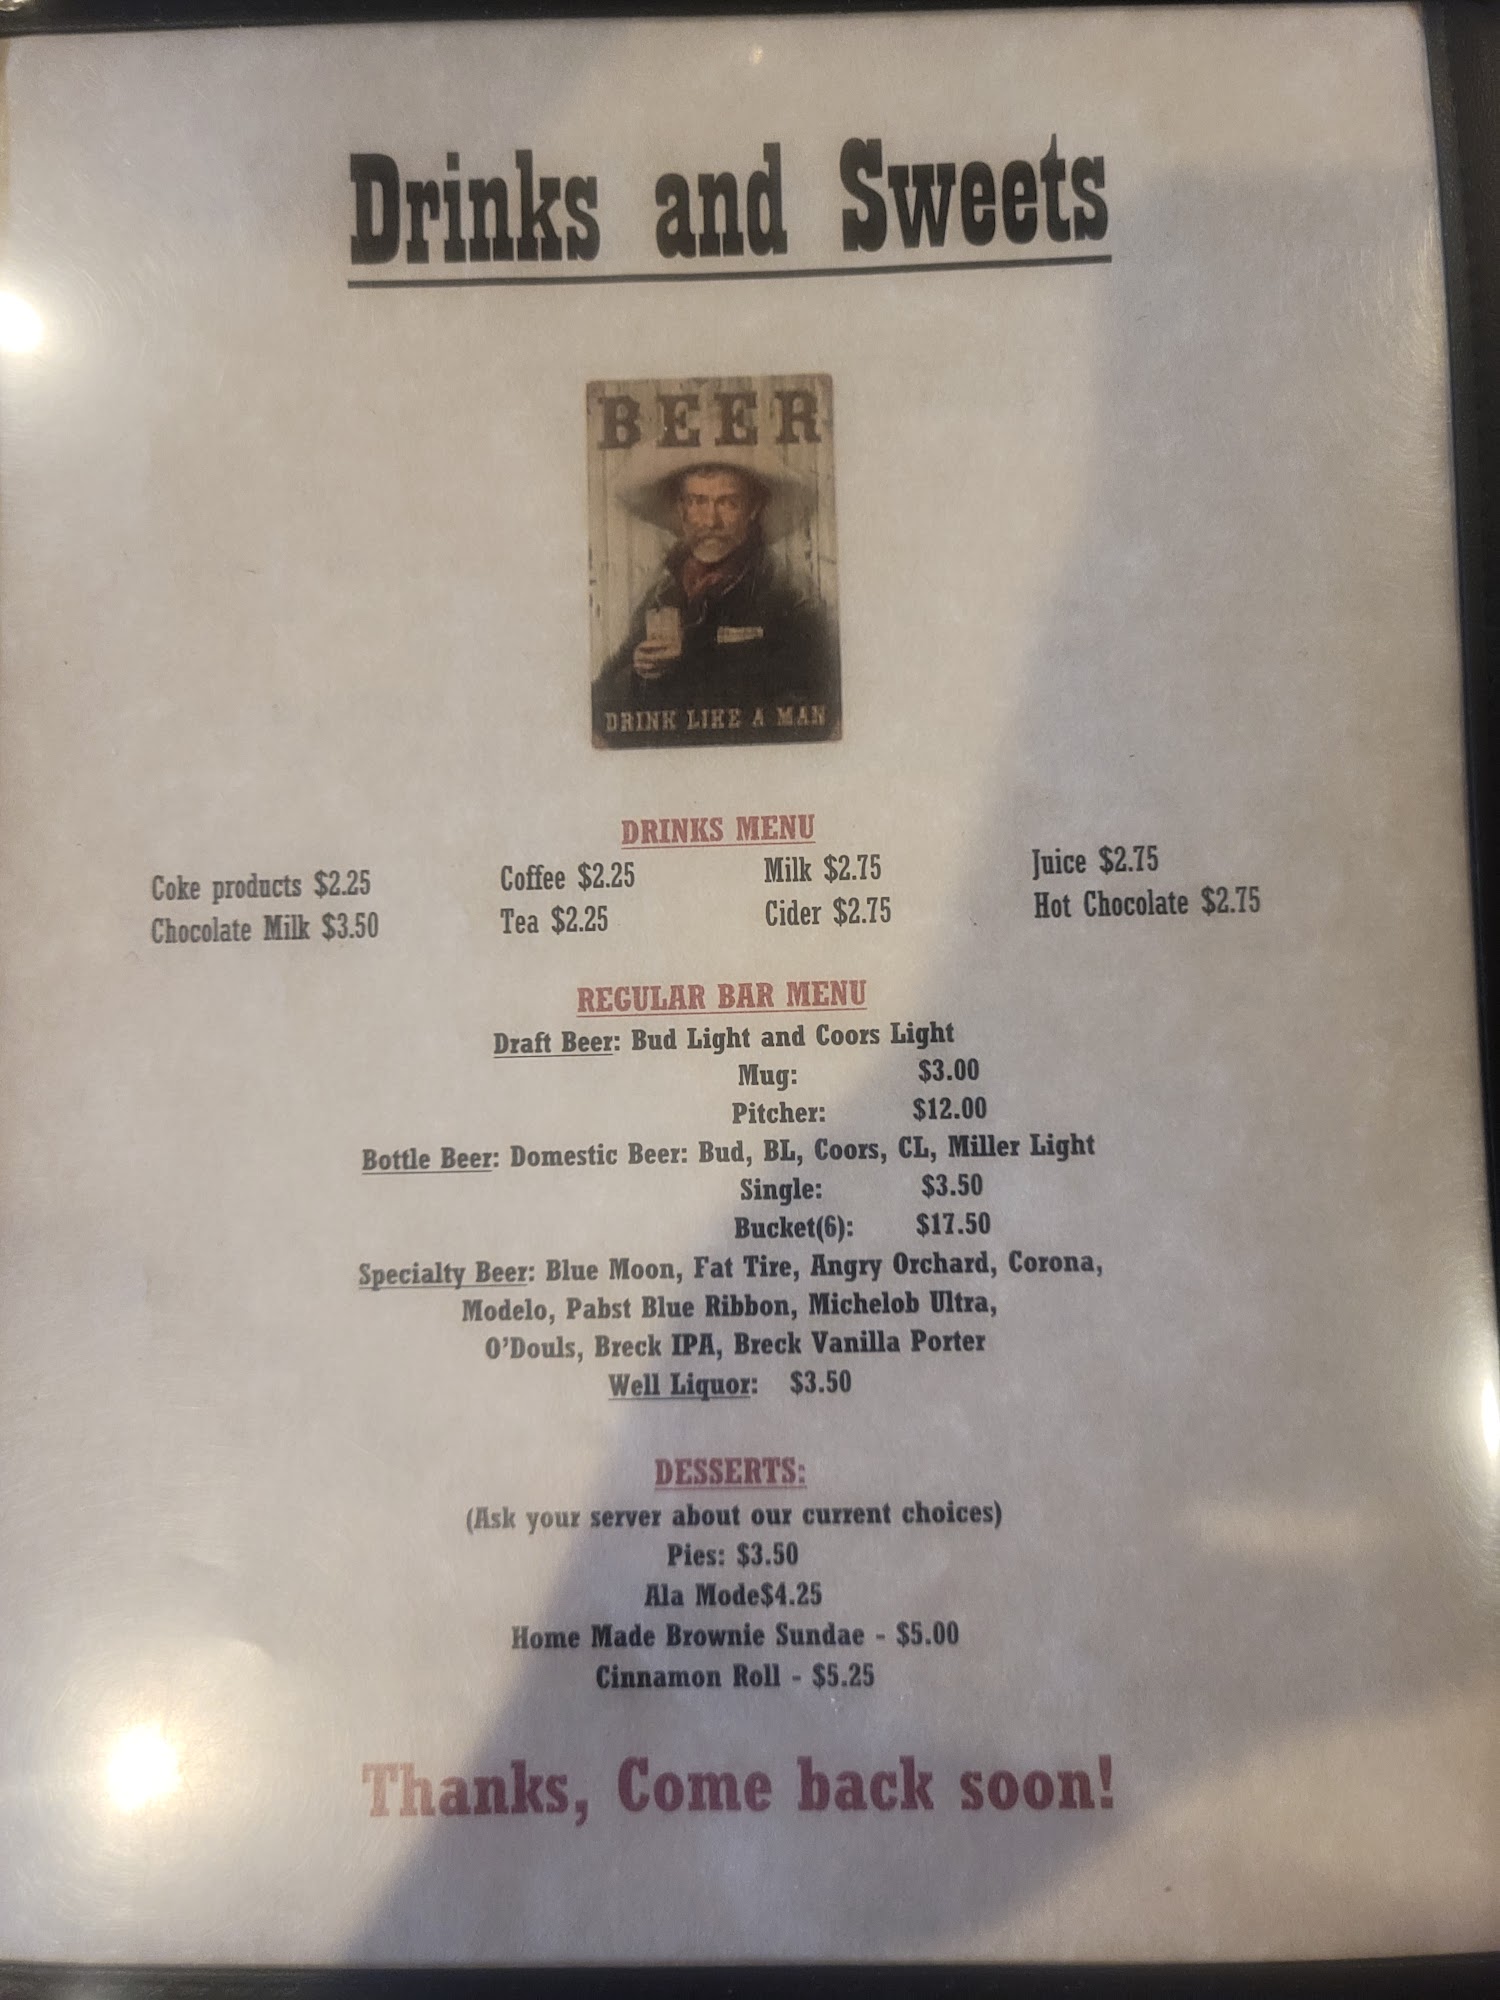 Drinks and Sweets
BEER
DRINK LIKE A MAN
DRINKS MENU
Coke products $2.25 Coffee $2.25 Milk $2.75 Juice $2.75
Chocolate Milk $3.50 Tea $2.25 Cider $2.75 Hot Chocolate $2.75
REGULAR BAR MENU
Draft Beer: Bud Light and Coors Light
Mug: $3.00
Pitcher: $12.00
Bottle Beer: Domestic Beer: Bud, BL, Coors, CL, Miller Light
Single: $3.50
Bucket(6): $17.50
Specialty Beer: Blue Moon, Fat Tire, Angry Orchard, Corona,
Modelo, Pabst Blue Ribbon, Michelob Ultra,
O'Douls, Breck IPA, Breck Vanilla Porter
Well Liquor: $3.50
DESSERTS:
(Ask your server about our current choices)
Pies: $3.50
Ala Mode$4.25
Home Made Brownie Sundae - $5.00
Cinnamon Roll - $5.25
Thanks, Come back soon!